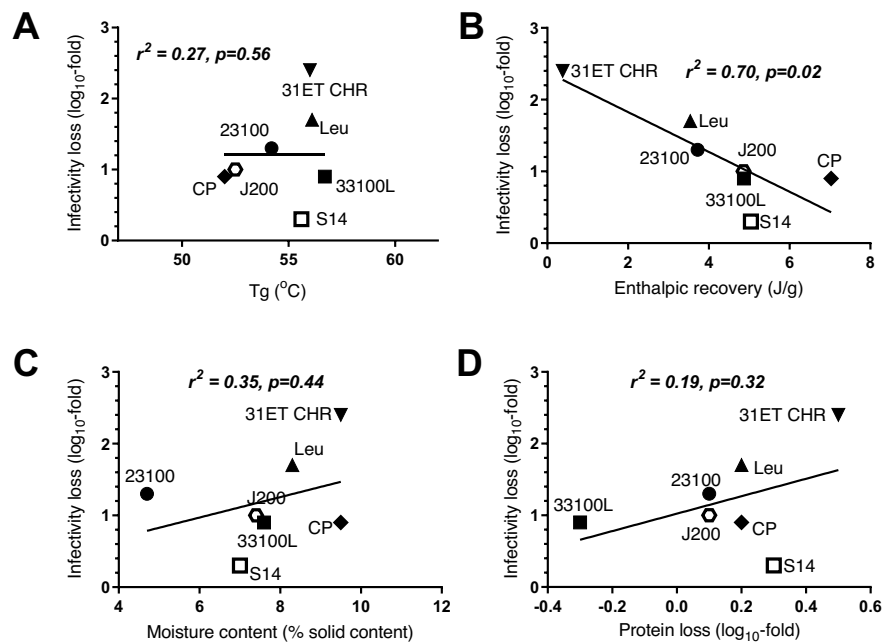 A
r² = 0.27, p=0.56
Infectivity loss (log₁₀-fold)
3
2
1
0
31ET CHR
Leu
23100
CP
J200
33100L
S14
50
55
60
Tg (°C)
B
r² = 0.70, p=0.02
Infectivity loss (log₁₀-fold)
3
2
1
0
31ET CHR
Leu
23100
J200
CP
33100L
S14
0
2
4
6
8
Enthalpic recovery (J/g)
C
r² = 0.35, p=0.44
Infectivity loss (log₁₀-fold)
3
2
1
0
31ET CHR
Leu
23100
J200
33100L
CP
S14
4
6
8
10
12
Moisture content (% solid content)
D
r² = 0.19, p=0.32
Infectivity loss (log₁₀-fold)
3
2
1
0
31ET CHR
Leu
23100
33100L
J200
CP
S14
-0.4
-0.2
0.0
0.2
0.4
0.6
Protein loss (log₁₀-fold)